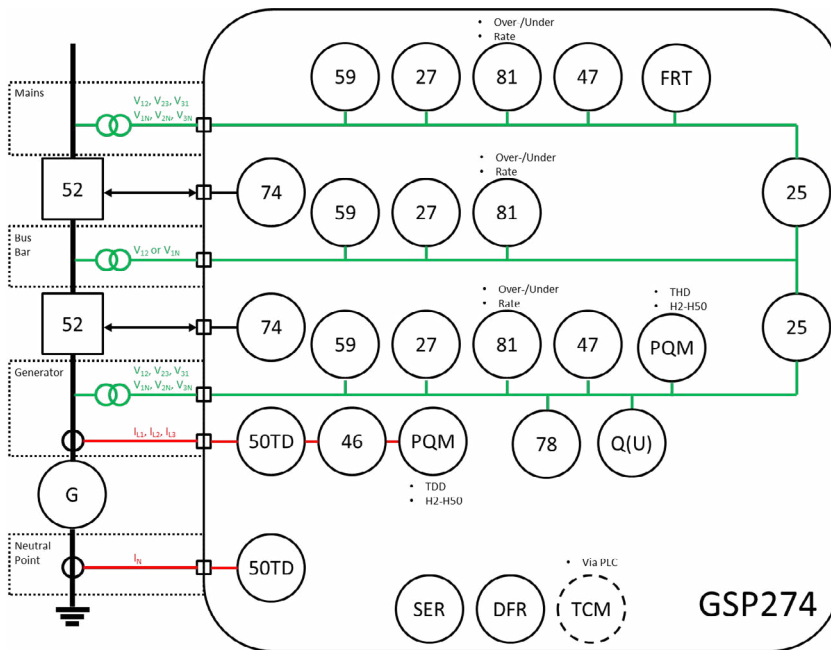 • Over-/Under
• Rate
59
27
81
47
FRT
Mains
V12, V23, V31
V1N, V2N, V3N
52
74
• Over-/Under
• Rate
59
27
81
25
Bus
Bar
V12 or V1N
52
74
• Over-/Under
• Rate
59
27
81
47
• THD
• H2-H50
PQM
25
Generator
V12, V23, V31
V1N, V2N, V3N
IL1, IL2, IL3
50TD
46
PQM
78
Q(U)
• TDD
• H2-H50
G
Neutral
Point
IN
50TD
• Via PLC
SER
DFR
TCM
GSP274